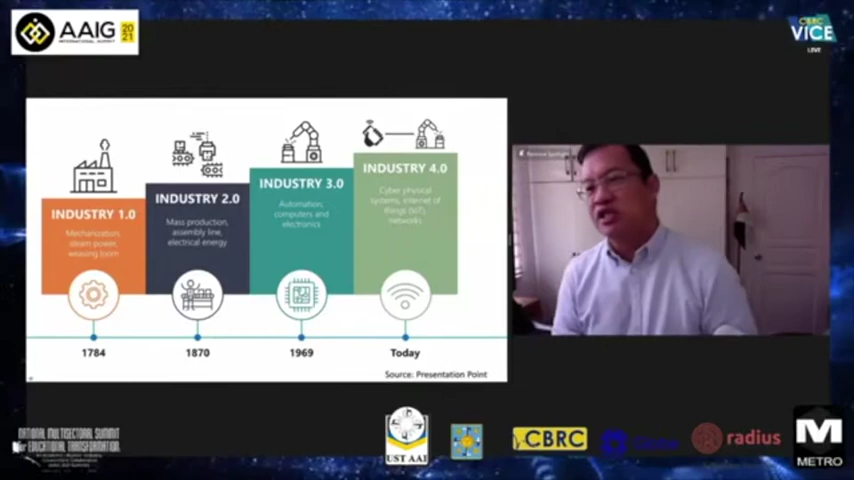 AAIG 2021
INTERNATIONAL SUMMIT
CBRC
VICE
LIVE
INDUSTRY 1.0
Mechanization,
steam power,
weaving loom
INDUSTRY 2.0
Mass production,
assembly line,
electrical energy
INDUSTRY 3.0
Automation,
computers and
electronics
INDUSTRY 4.0
Cyber physical
systems, internet of
things (IoT)
networks
1784
1870
1969
Today
Source: Presentation Point
NATIONAL MULTISECTORAL SUMMIT
for EDUCATIONAL TRANSFORMATION
UST AAI
CBRC
radius
M
METRO